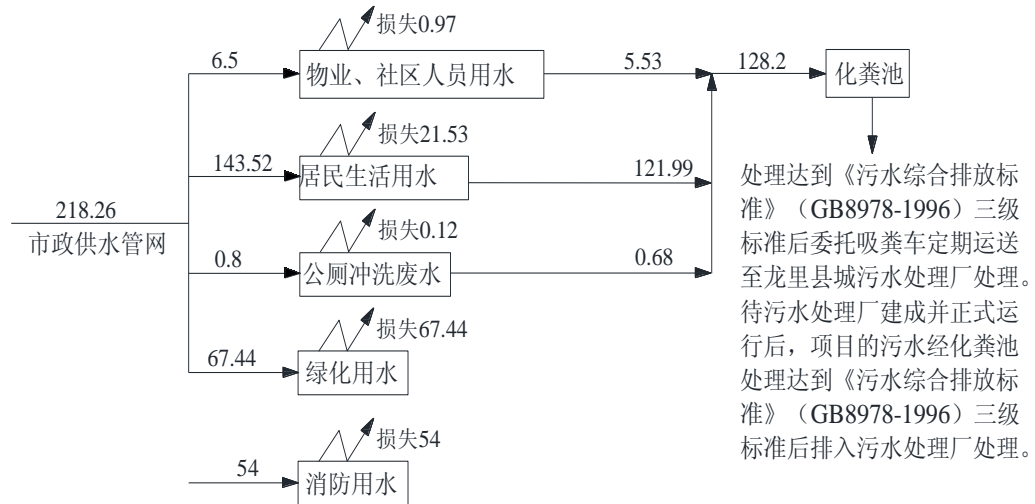 损失0.97
6.5
物业、社区人员用水
5.53
128.2
化粪池
损失21.53
143.52
居民生活用水
121.99
218.26
市政供水管网
损失0.12
0.8
公厕冲洗废水
0.68
损失67.44
67.44
绿化用水
损失54
54
消防用水
处理达到《污水综合排放标
准》（GB8978-1996）三级
标准后委托吸粪车定期运送
至龙里县城污水处理厂处理。
待污水处理厂建成并正式运
行后，项目的污水经化粪池
处理达到《污水综合排放标
准》（GB8978-1996）三级
标准后排入污水处理厂处理。